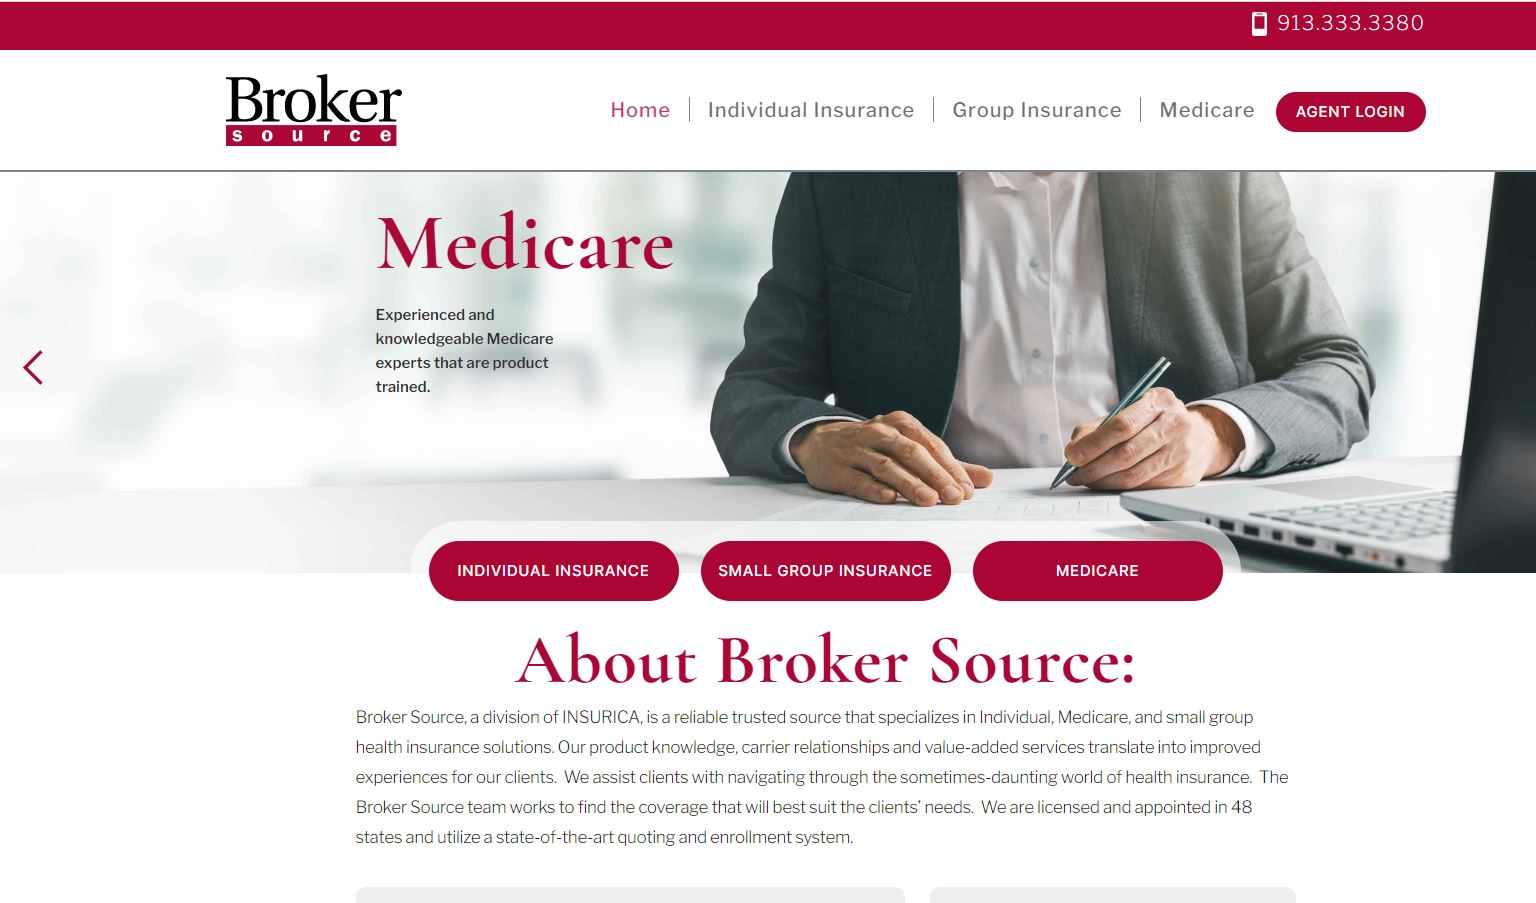 913.333.3380
Broker
source
Home
Individual Insurance
Group Insurance
Medicare
AGENT LOGIN
Medicare
Experienced and
knowledgeable Medicare
experts that are product
trained.
INDIVIDUAL INSURANCE
SMALL GROUP INSURANCE
MEDICARE
About Broker Source:
Broker Source, a division of INSURICA, is a reliable trusted source that specializes in Individual, Medicare, and small group
health insurance solutions. Our product knowledge, carrier relationships and value-added services translate into improved
experiences for our clients.  We assist clients with navigating through the sometimes-daunting world of health insurance.  The
Broker Source team works to find the coverage that will best suit the clients’ needs.  We are licensed and appointed in 48
states and utilize a state-of-the-art quoting and enrollment system.